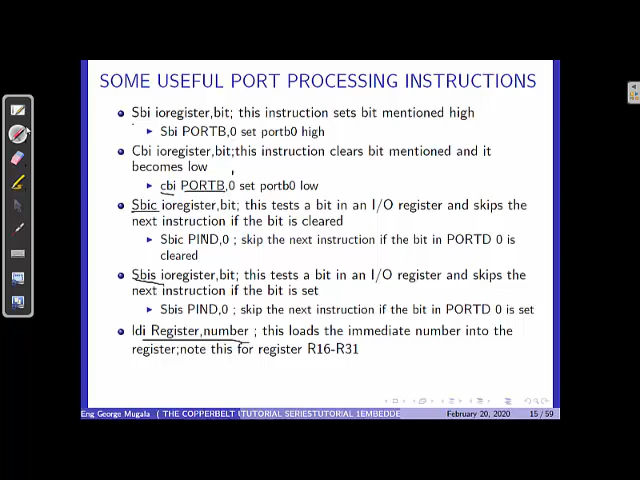 SOME USEFUL PORT PROCESSING INSTRUCTIONS
Sbi ioregister,bit; this instruction sets bit mentioned high
Sbi PORTB,0 set portb0 high
Cbi ioregister,bit;this instruction clears bit mentioned and it
becomes low
cbi PORTB,0 set portb0 low
Sbic ioregister,bit; this tests a bit in an I/O register and skips the
next instruction if the bit is cleared
Sbic PIND,0 ; skip the next instruction if the bit in PORTD 0 is
cleared
Sbis ioregister,bit; this tests a bit in an I/O register and skips the
next instruction if the bit is set
Sbis PIND,0 ; skip the next instruction if the bit in PORTD 0 is set
ldi Register,number ; this loads the immediate number into the
register;note this for register R16-R31
Eng George Mugala ( THE COPPERBELT UTUTORIAL SERIESTUTORIAL 1EMBEDDE February 20, 2020 15 / 59